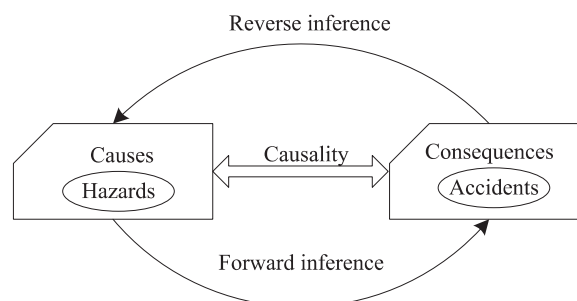 Reverse inference
Causes
Hazards
Causality
Consequences
Accidents
Forward inference